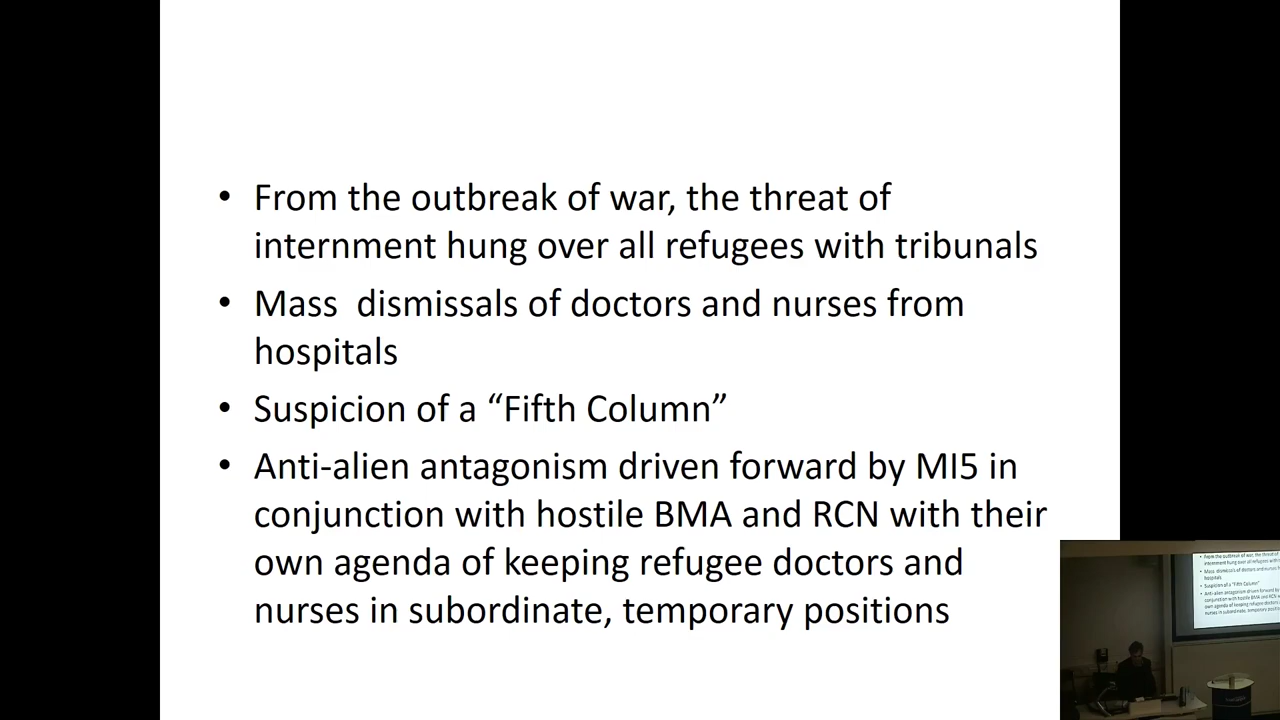 • From the outbreak of war, the threat of
internment hung over all refugees with tribunals
• Mass  dismissals of doctors and nurses from
hospitals
• Suspicion of a “Fifth Column”
• Anti-alien antagonism driven forward by MI5 in
conjunction with hostile BMA and RCN with their
own agenda of keeping refugee doctors and
nurses in subordinate, temporary positions